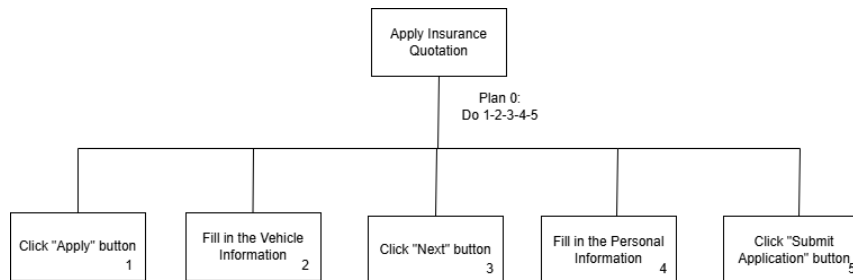 Apply Insurance
Quotation
Plan 0:
Do 1-2-3-4-5
Click "Apply" button
1
Fill in the Vehicle
Information
2
Click "Next" button
3
Fill in the Personal
Information
4
Click "Submit
Application" button
5